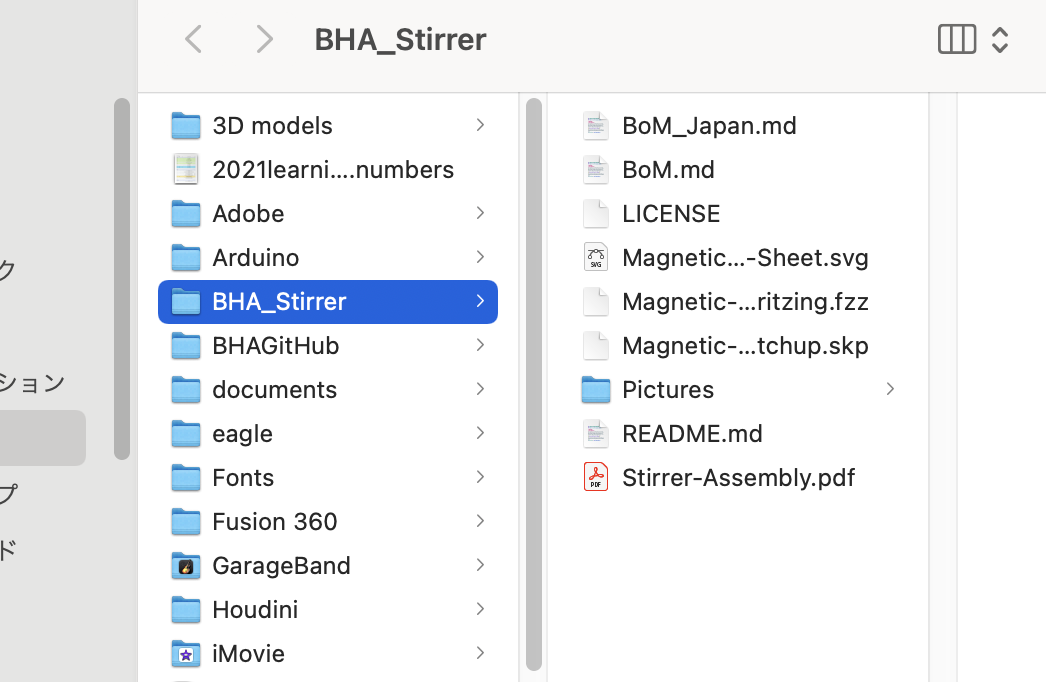 BHA_Stirrer
ク
ション
プ
ド
3D models
2021learni....numbers
Adobe
Arduino
BHA_Stirrer
BHAGitHub
documents
eagle
Fonts
Fusion 360
GarageBand
Houdini
iMovie
BoM_Japan.md
BoM.md
LICENSE
Magnetic...-Sheet.svg
SVG
Magnetic-...ritzing.fzz
Magnetic-...tchup.skp
Pictures
README.md
Stirrer-Assembly.pdf
PDF